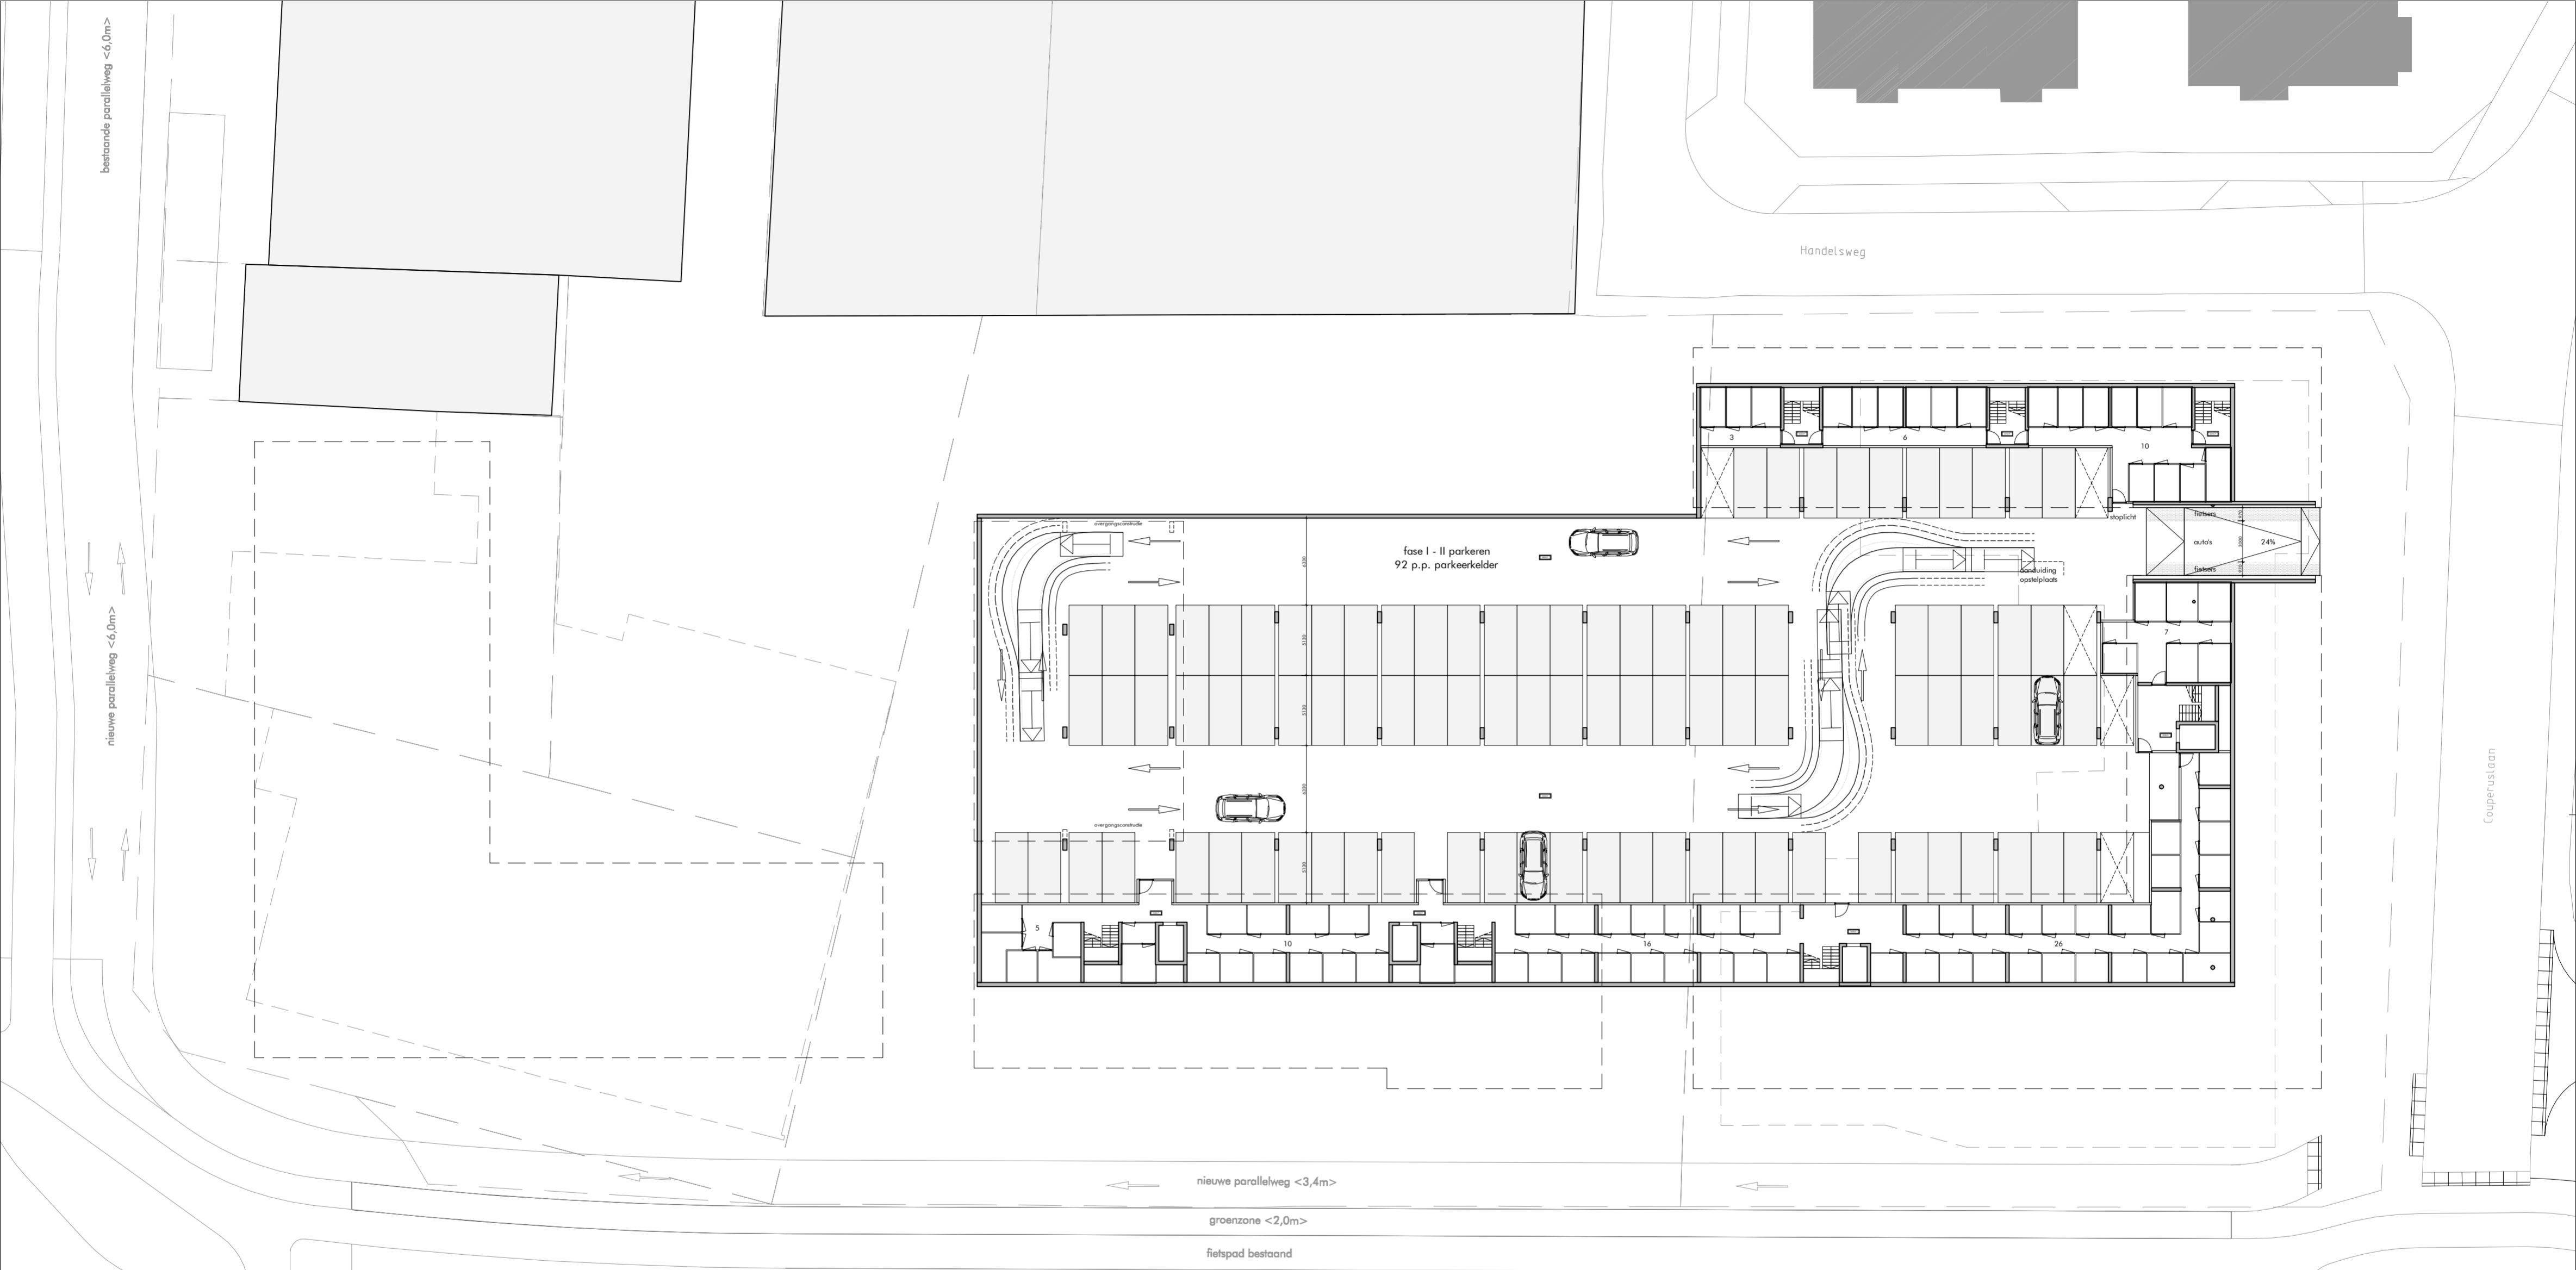 bestaande parallelweg <6,0m>
Handelsweg
3
6
10
overgangsconstructie
fase I - II parkeren
92 p.p. parkeerkelder
stoplicht
fietsers
auto's
24%
fietsers
aanduiding
opstelplaats
7
nieuwe parallelweg <6,0m>
Couperuslaan
overgangsconstructie
5
10
16
26
nieuwe parallelweg <3,4m>
groenzone <2,0m>
fietspad bestaand